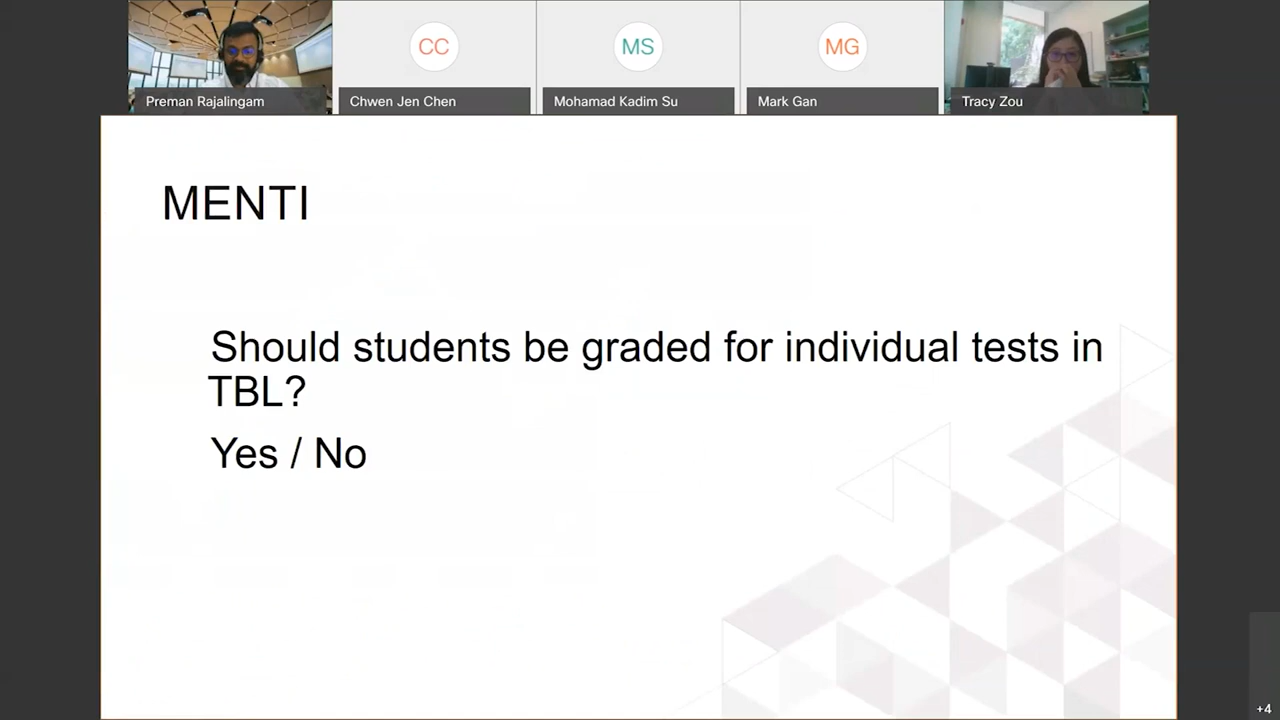 CC
MS
MG
Preman Rajalingam
Chwen Jen Chen
Mohamad Kadim Su
Mark Gan
Tracy Zou
MENTI
Should students be graded for individual tests in
TBL?
Yes / No
+4